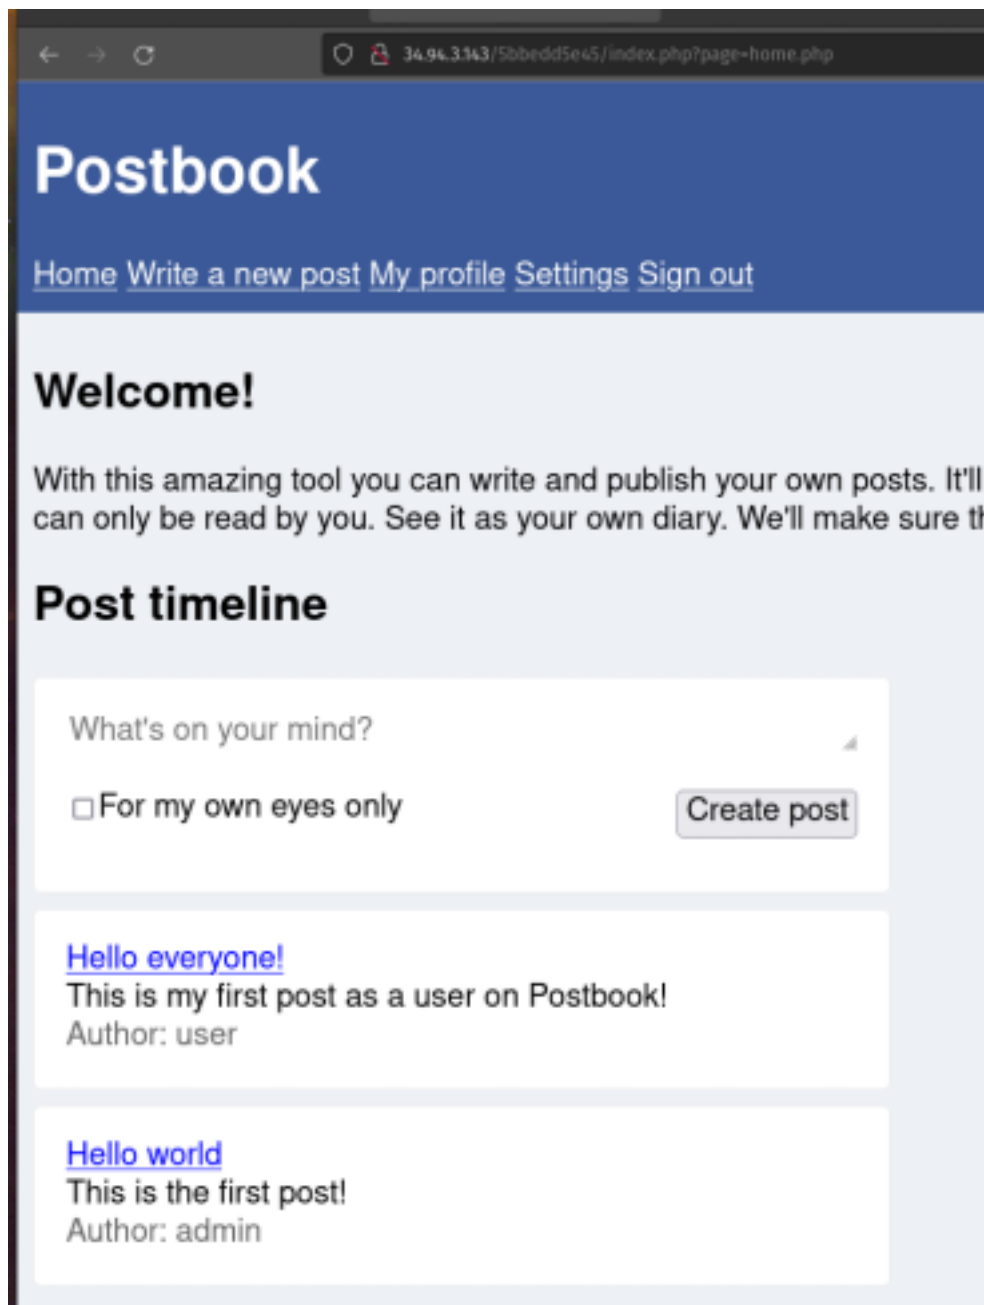 34.94.3.143/5bbedd5e45/index.php?page=home.php
Postbook
Home Write a new post My profile Settings Sign out
Welcome!
With this amazing tool you can write and publish your own posts. It'll
can only be read by you. See it as your own diary. We'll make sure th
Post timeline
What's on your mind?
For my own eyes only
Create post
Hello everyone!
This is my first post as a user on Postbook!
Author: user
Hello world
This is the first post!
Author: admin